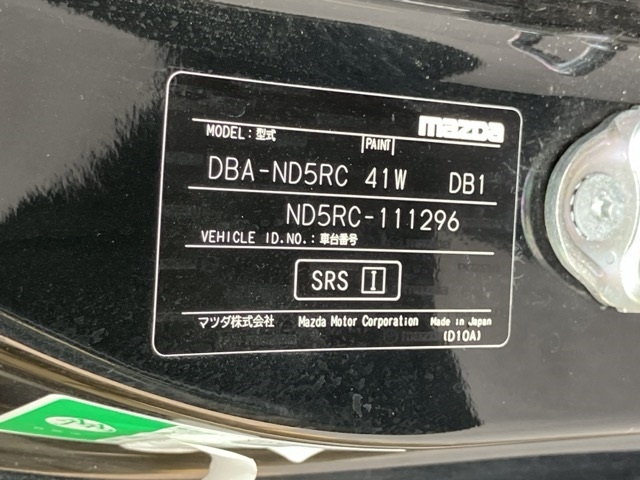 mazda
MODEL: 型式 PAINT
DBA-ND5RC 41W DB1
ND5RC-111296
VEHICLE ID.NO.: 車台番号
SRS I
マツダ株式会社 Mazda Motor Corporation Made in Japan
(D10A)